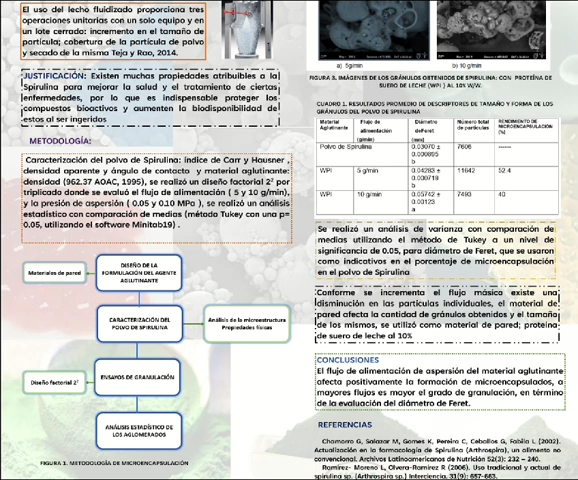 El uso del lecho fluidizado proporciona tres
operaciones unitarias con un solo equipo y en
un lote cerrado: incremento en el tamaño de
partícula; cobertura de la partícula de polvo
y secado de la misma Teja y Rao, 2014.
JUSTIFICACIÓN: Existen muchas propiedades atribuibles a la
Spirulina para mejorar la salud y el tratamiento de ciertas
enfermedades, por lo que es indispensable proteger los
compuestos bioactivos y aumenten la biodisponibilidad de
estos al ser ingeridos
METODOLOGÍA:
Caracterización del polvo de Spirulina: índice de Carr y Hausner ,
densidad aparente y ángulo de contacto y material aglutinante:
densidad (962.37 AOAC, 1995), se realizó un diseño factorial 2² por
triplicado donde se evaluó el flujo de alimentación ( 5 y 10 g/min),
y la presión de aspersión ( 0.05 y 0.10 MPa ), se realizó un análisis
estadístico con comparación de medias (método Tukey con una p=
0.05, utilizando el software Minitab19) .
Materiales de pared
DISEÑO DE LA
FORMULACIÓN DEL AGENTE
AGLUTINANTE
CARACTERIZACIÓN DEL
POLVO DE SPIRULINA
Análisis de la microestructura
Propiedades físicas
Diseño factorial 2²
ENSAYOS DE GRANULACIÓN
ANÁLISIS ESTADÍSTICO DE
LOS AGLOMERADOS
FIGURA 1. METODOLOGÍA DE MICROENCAPSULACIÓN
a) 5g/min
b) 10 g/min
FIGURA 3. IMÁGENES DE LOS GRÁNULOS OBTENIDOS DE SPIRULINA: CON PROTEÍNA DE
SUERO DE LECHE (WPI ) AL 10% W/W.
CUADRO 1. RESULTADOS PROMEDIO DE DESCRIPTORES DE TAMAÑO Y FORMA DE LOS
GRÁNULOS DEL POLVO DE SPIRULINA
Material Aglutinante | Flujo de alimentación (g/min) | Diámetro deFeret (mm) | Número total de partículas | RENDIMIENTO DE MICROENCAPSULACIÓN (%)
Polvo de Spirulina | 0.03070 ± 0.000895 b | 7606 | ------
WPI | 5 g/min | 0.04283 ± 0.000719 b | 11642 | 52.4
WPI | 10 g/min | 0.05742 ± 0.00123 a | 7493 | 40
Se realizó un análisis de varianza con comparación de
medias utilizando el método de Tukey a un nivel de
significancia de 0.05, para diámetro de Feret, que se usaron
como indicativos en el porcentaje de microencapsulación
en el polvo de Spirulina
Conforme se incrementa el flujo másico existe una
disminución en las partículas individuales, el material de
pared afecta la cantidad de gránulos obtenidos y el tamaño
de los mismos, se utilizó como material de pared; proteína
de suero de leche al 10%
CONCLUSIONES
El flujo de alimentación de aspersión del material aglutinante
afecta positivamente la formación de microencapsulados, a
mayores flujos es mayor el grado de granulación, en término
de la evaluación del diámetro de Feret.
REFERENCIAS
Chamorro G, Salazar M, Gomes K, Pereira C, Ceballos G, Fabila L. (2002).
Actualización en la farmacología de Spirulina (Arthrospira), un alimento no
convencional. Archivos Latinoamericanos de Nutrición 52(3): 232 – 240.
Ramírez- Moreno L, Olvera-Ramírez R (2006). Uso tradicional y actual de
spirulina sp. (Arthrospira sp.) Interciencia. 31(9): 657-663.